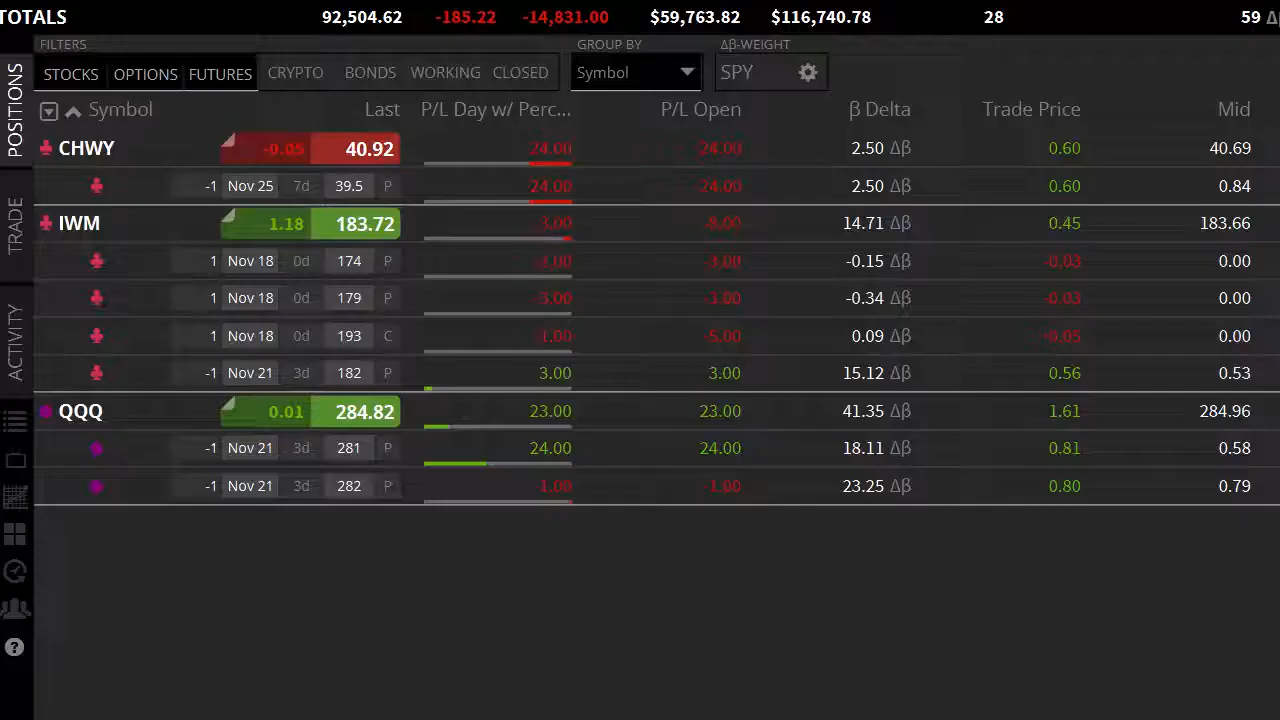 TOTALS 92,504.62 -185.22 -14,831.00 $59,763.82 $116,740.78 28 59 Δ
FILTERS GROUP BY Δβ-WEIGHT
STOCKS OPTIONS FUTURES CRYPTO BONDS WORKING CLOSED Symbol SPY
Symbol Last P/L Day w/ Perc... P/L Open β Delta Trade Price Mid
CHWY -0.05 40.92 -24.00 -24.00 2.50 Δβ 0.60 40.69
-1 Nov 25 7d 39.5 P -24.00 -24.00 2.50 Δβ 0.60 0.84
IWM 1.18 183.72 -3.00 -8.00 14.71 Δβ 0.45 183.66
1 Nov 18 0d 174 P -3.00 -0.15 Δβ -0.03 0.00
1 Nov 18 0d 179 P -3.00 -3.00 -0.34 Δβ -0.03 0.00
1 Nov 18 0d 193 C -5.00 0.09 Δβ -0.05 0.00
-1 Nov 21 3d 182 P 3.00 3.00 15.12 Δβ 0.56 0.53
QQQ 0.01 284.82 23.00 23.00 41.35 Δβ 1.61 284.96
-1 Nov 21 3d 281 P 24.00 24.00 18.11 Δβ 0.81 0.58
-1 Nov 21 3d 282 P -1.00 -1.00 23.25 Δβ 0.80 0.79
POSITIONS
TRADE
ACTIVITY
?